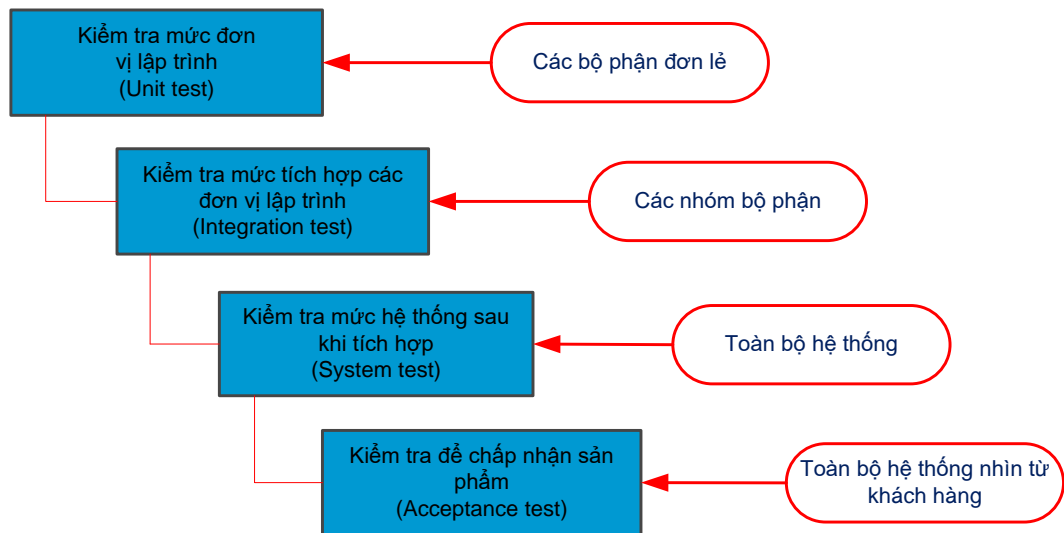 Kiểm tra mức đơn
vị lập trình
(Unit test)
Các bộ phận đơn lẻ
Kiểm tra mức tích hợp các
đơn vị lập trình
(Integration test)
Các nhóm bộ phận
Kiểm tra mức hệ thống sau
khi tích hợp
(System test)
Toàn bộ hệ thống
Kiểm tra để chấp nhận sản
phẩm
(Acceptance test)
Toàn bộ hệ thống nhìn từ
khách hàng